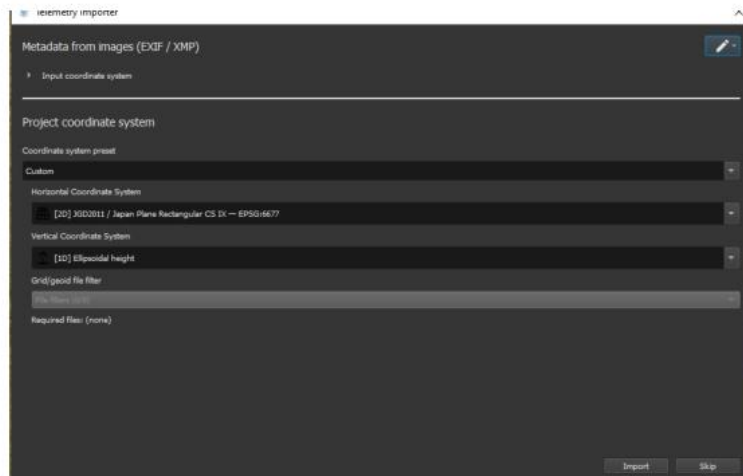 Telemetry Importer
Metadata from images (EXIF / XMP)
Input coordinate system
Project coordinate system
Coordinate system preset
Custom
Horizontal Coordinate System
[2D] JGD2011 / Japan Plane Rectangular CS IX — EPSG:6677
Vertical Coordinate System
[1D] Ellipsoidal height
Grid/geoid file filter
Required files: (none)
Import Skip